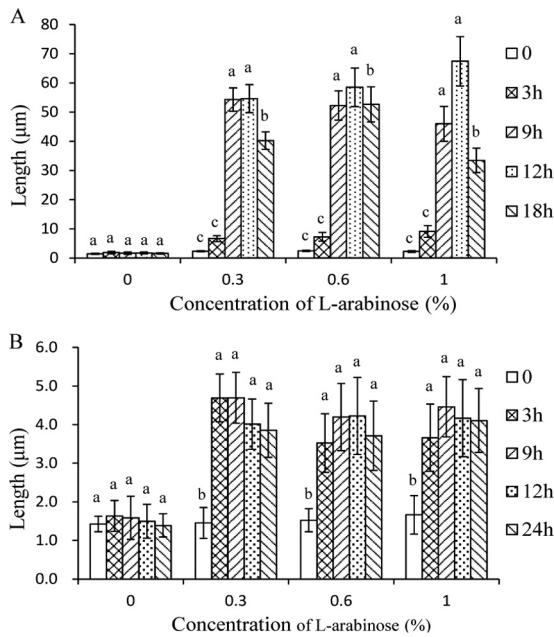 A
80
70
60
50
40
30
20
10
0
Length (μm)
a a a a a
c c a a b
c c a a b
c c a a b
0 0.3 0.6 1
Concentration of L-arabinose (%)
0
3h
9h
12h
18h
B
6.0
5.0
4.0
3.0
2.0
1.0
0.0
Length (μm)
a a a a a
b a a a a
b a a a a
b a a a a
0 0.3 0.6 1
Concentration of L-arabinose (%)
0
3h
9h
12h
24h